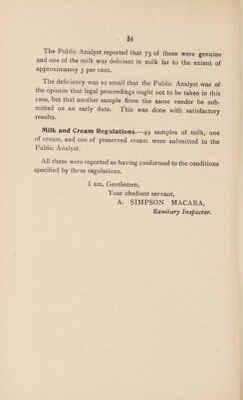 34
The Public Analyst reported that 73 of these were genuine
and one of the milk was deficient in milk fat to the extent of
approximately 3 per cent.
The deficiency was so small that the Public Analyst was of
the opinion that legal proceedings ought not to be taken in this
case, but that another sample from the same vendor be sub-
mitted on an early date. This was done with satisfactory
results.
Milk and Cream Regulations.—49 samples of milk, one
of cream, and one of preserved cream were submitted to the
Public Analyst.
All these were reported as having conformed to the conditions
specified by these regulations.
I am, Gentlemen,
Your obedient servant,
A. SIMPSON MACARA,
Sanitary Inspector.